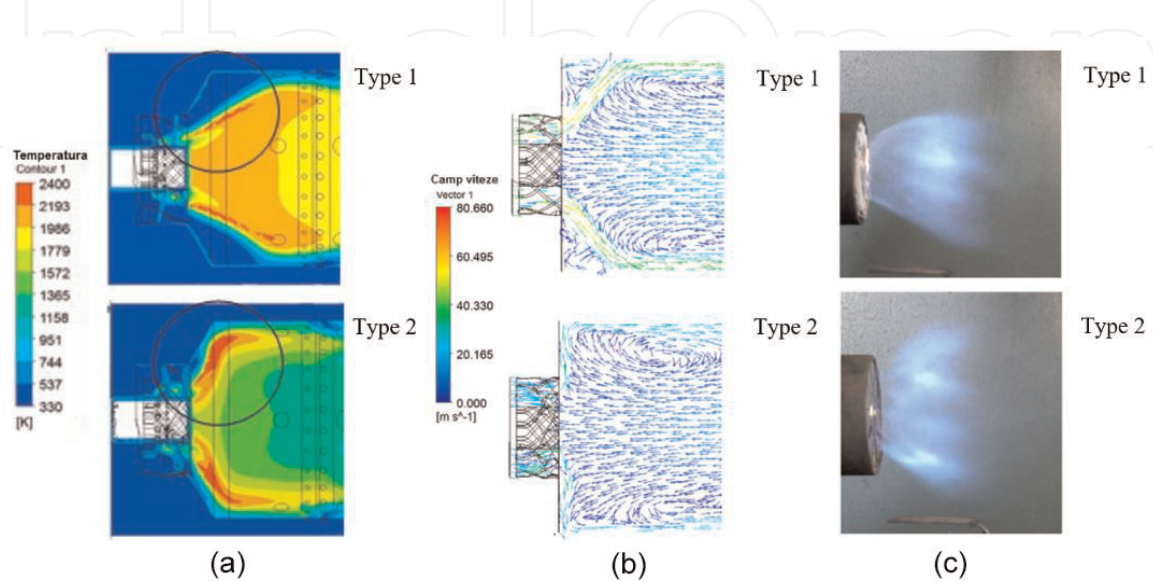 Type 1
Type 1
Type 1
Temperatura
Contour 1
2400
2193
1986
1779
1572
1365
1158
951
744
537
330
[K]
Camp viteze
Vector 1
80.660
60.495
40.330
20.165
0.000
[m s^-1]
Type 2
Type 2
Type 2
(a)
(b)
(c)